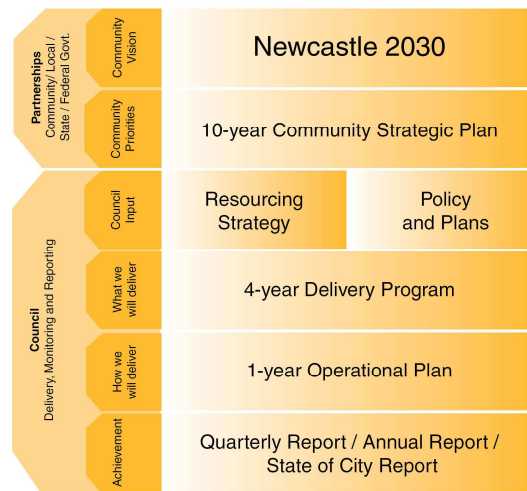 Partnerships
Community/ Local /
State / Federal Govt.
Community
Vision
Newcastle 2030
Community
Priorities
10-year Community Strategic Plan
Council
Delivery, Monitoring and Reporting
Council
Input
Resourcing
Strategy
Policy
and Plans
What we
will deliver
4-year Delivery Program
How we
will deliver
1-year Operational Plan
Achievement
Quarterly Report / Annual Report /
State of City Report